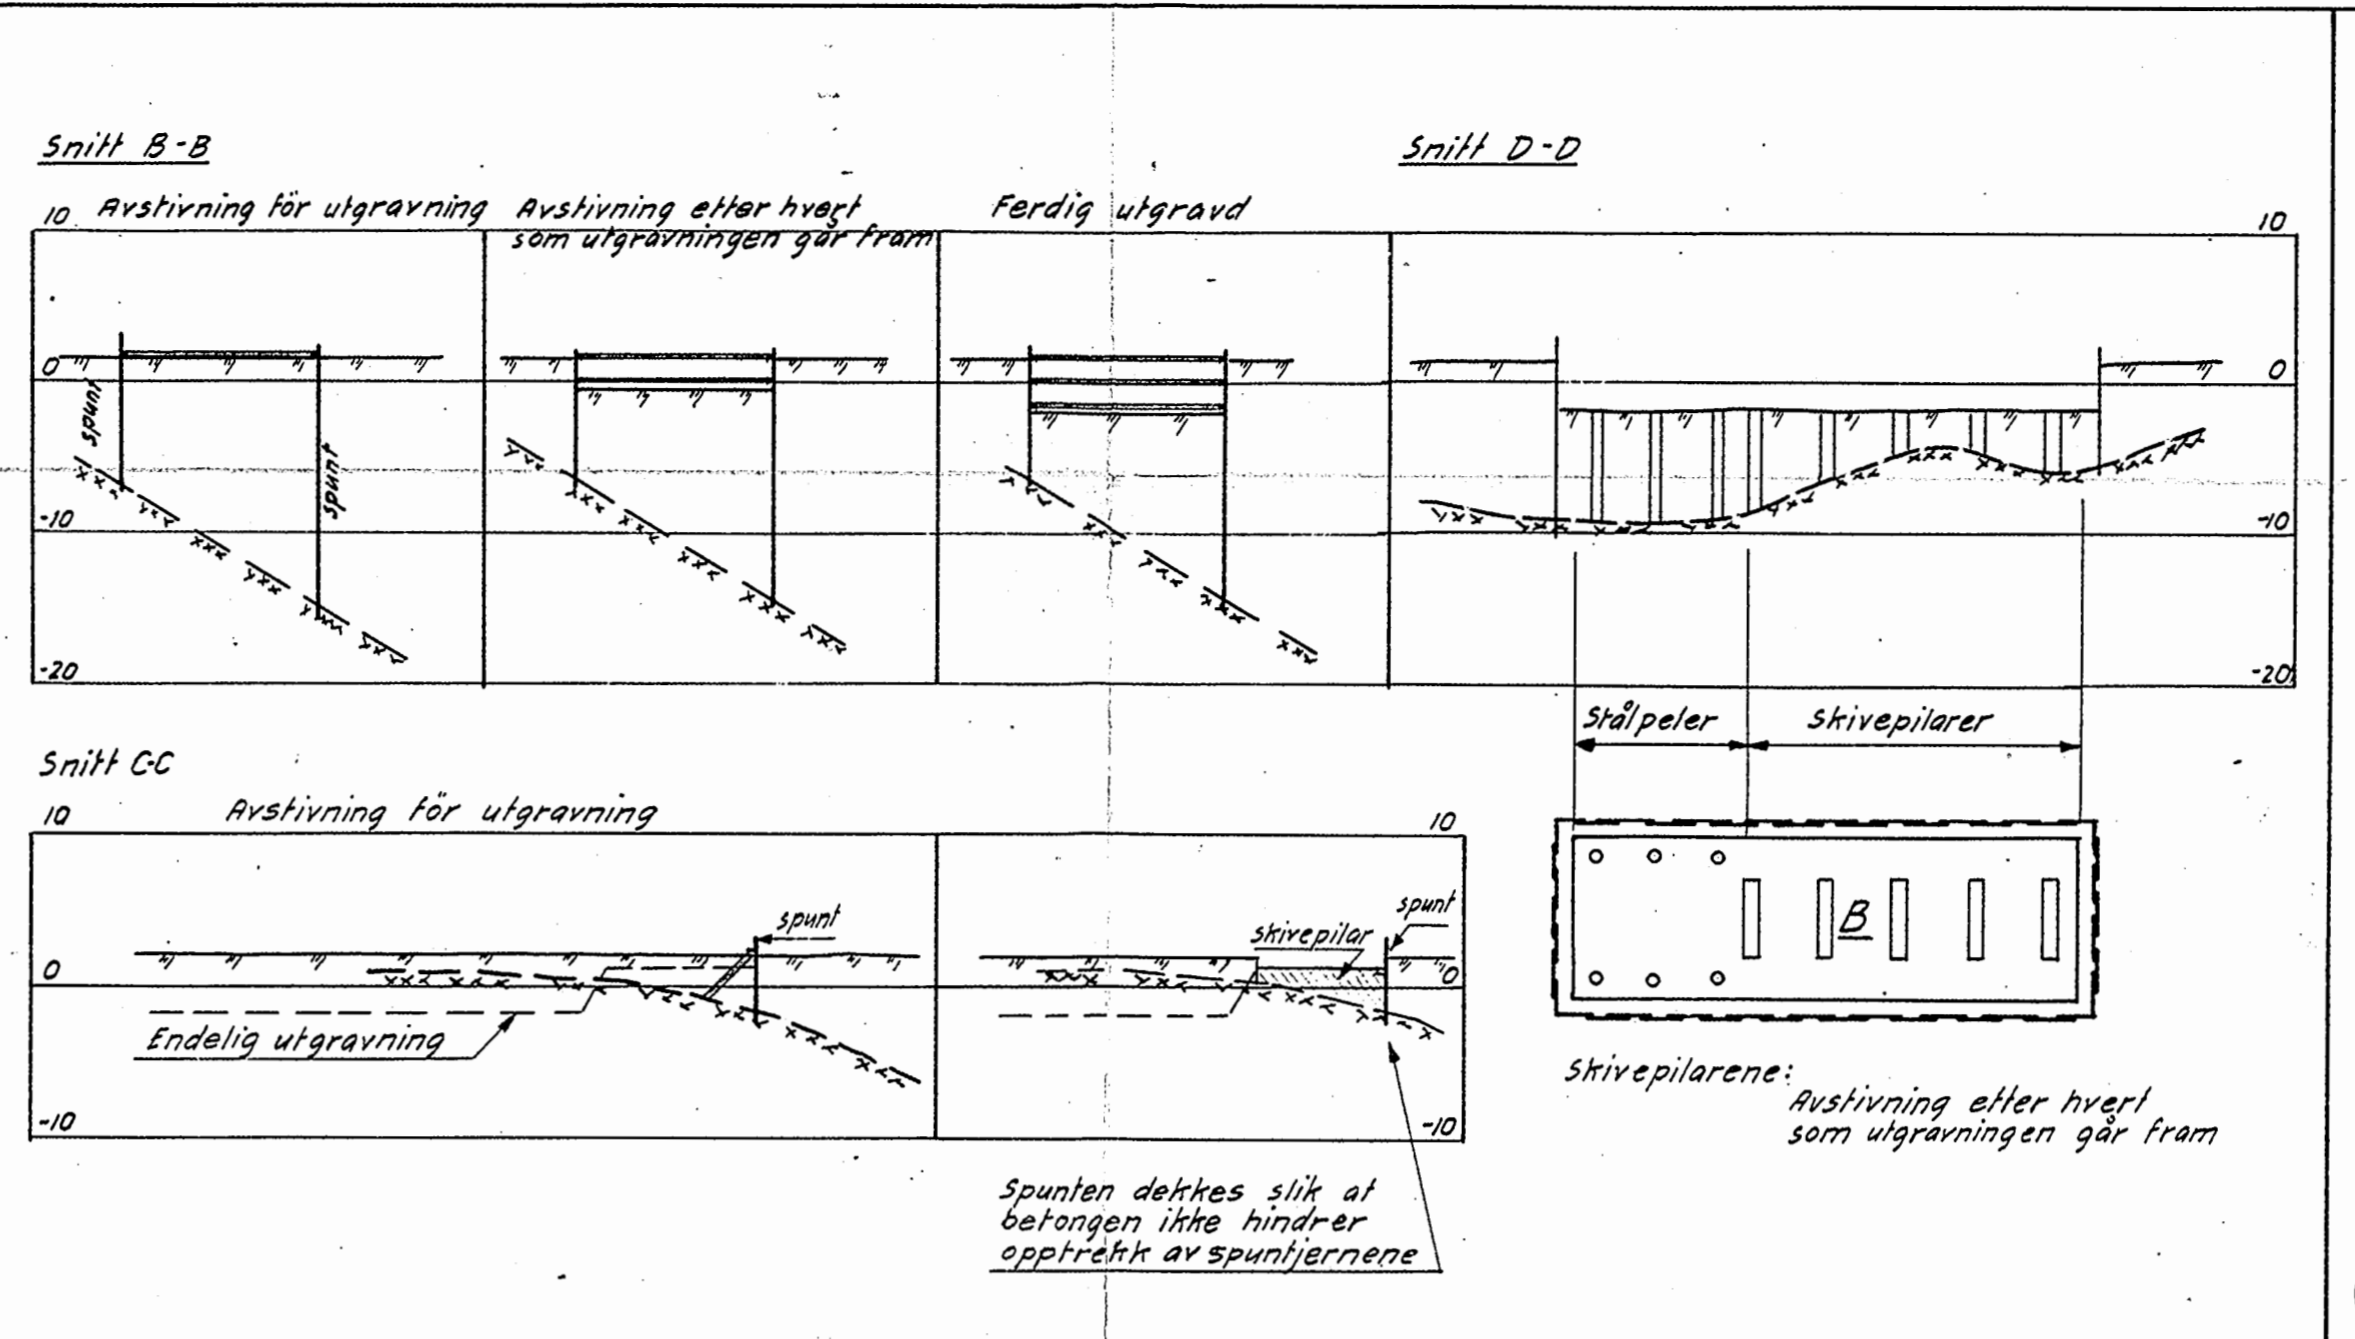 Snitt B-B
Snitt D-D
Avstivning för utgravning
Avstivning etter hvert
som utgravningen går fram
Ferdig utgravd
10
10
0
0
spunt
spunt
-10
-10
-20
-20
Stålpeler
Skivepilarer
Snitt C-C
Avstivning för utgravning
10
10
spunt
spunt
skivepilar
0
0
Endelig utgravning
-10
-10
B
Skivepilarene:
Avstivning etter hvert
som utgravningen går fram
Spunten dekkes slik at
betongen ikke hindrer
opptrekk av spuntjernene